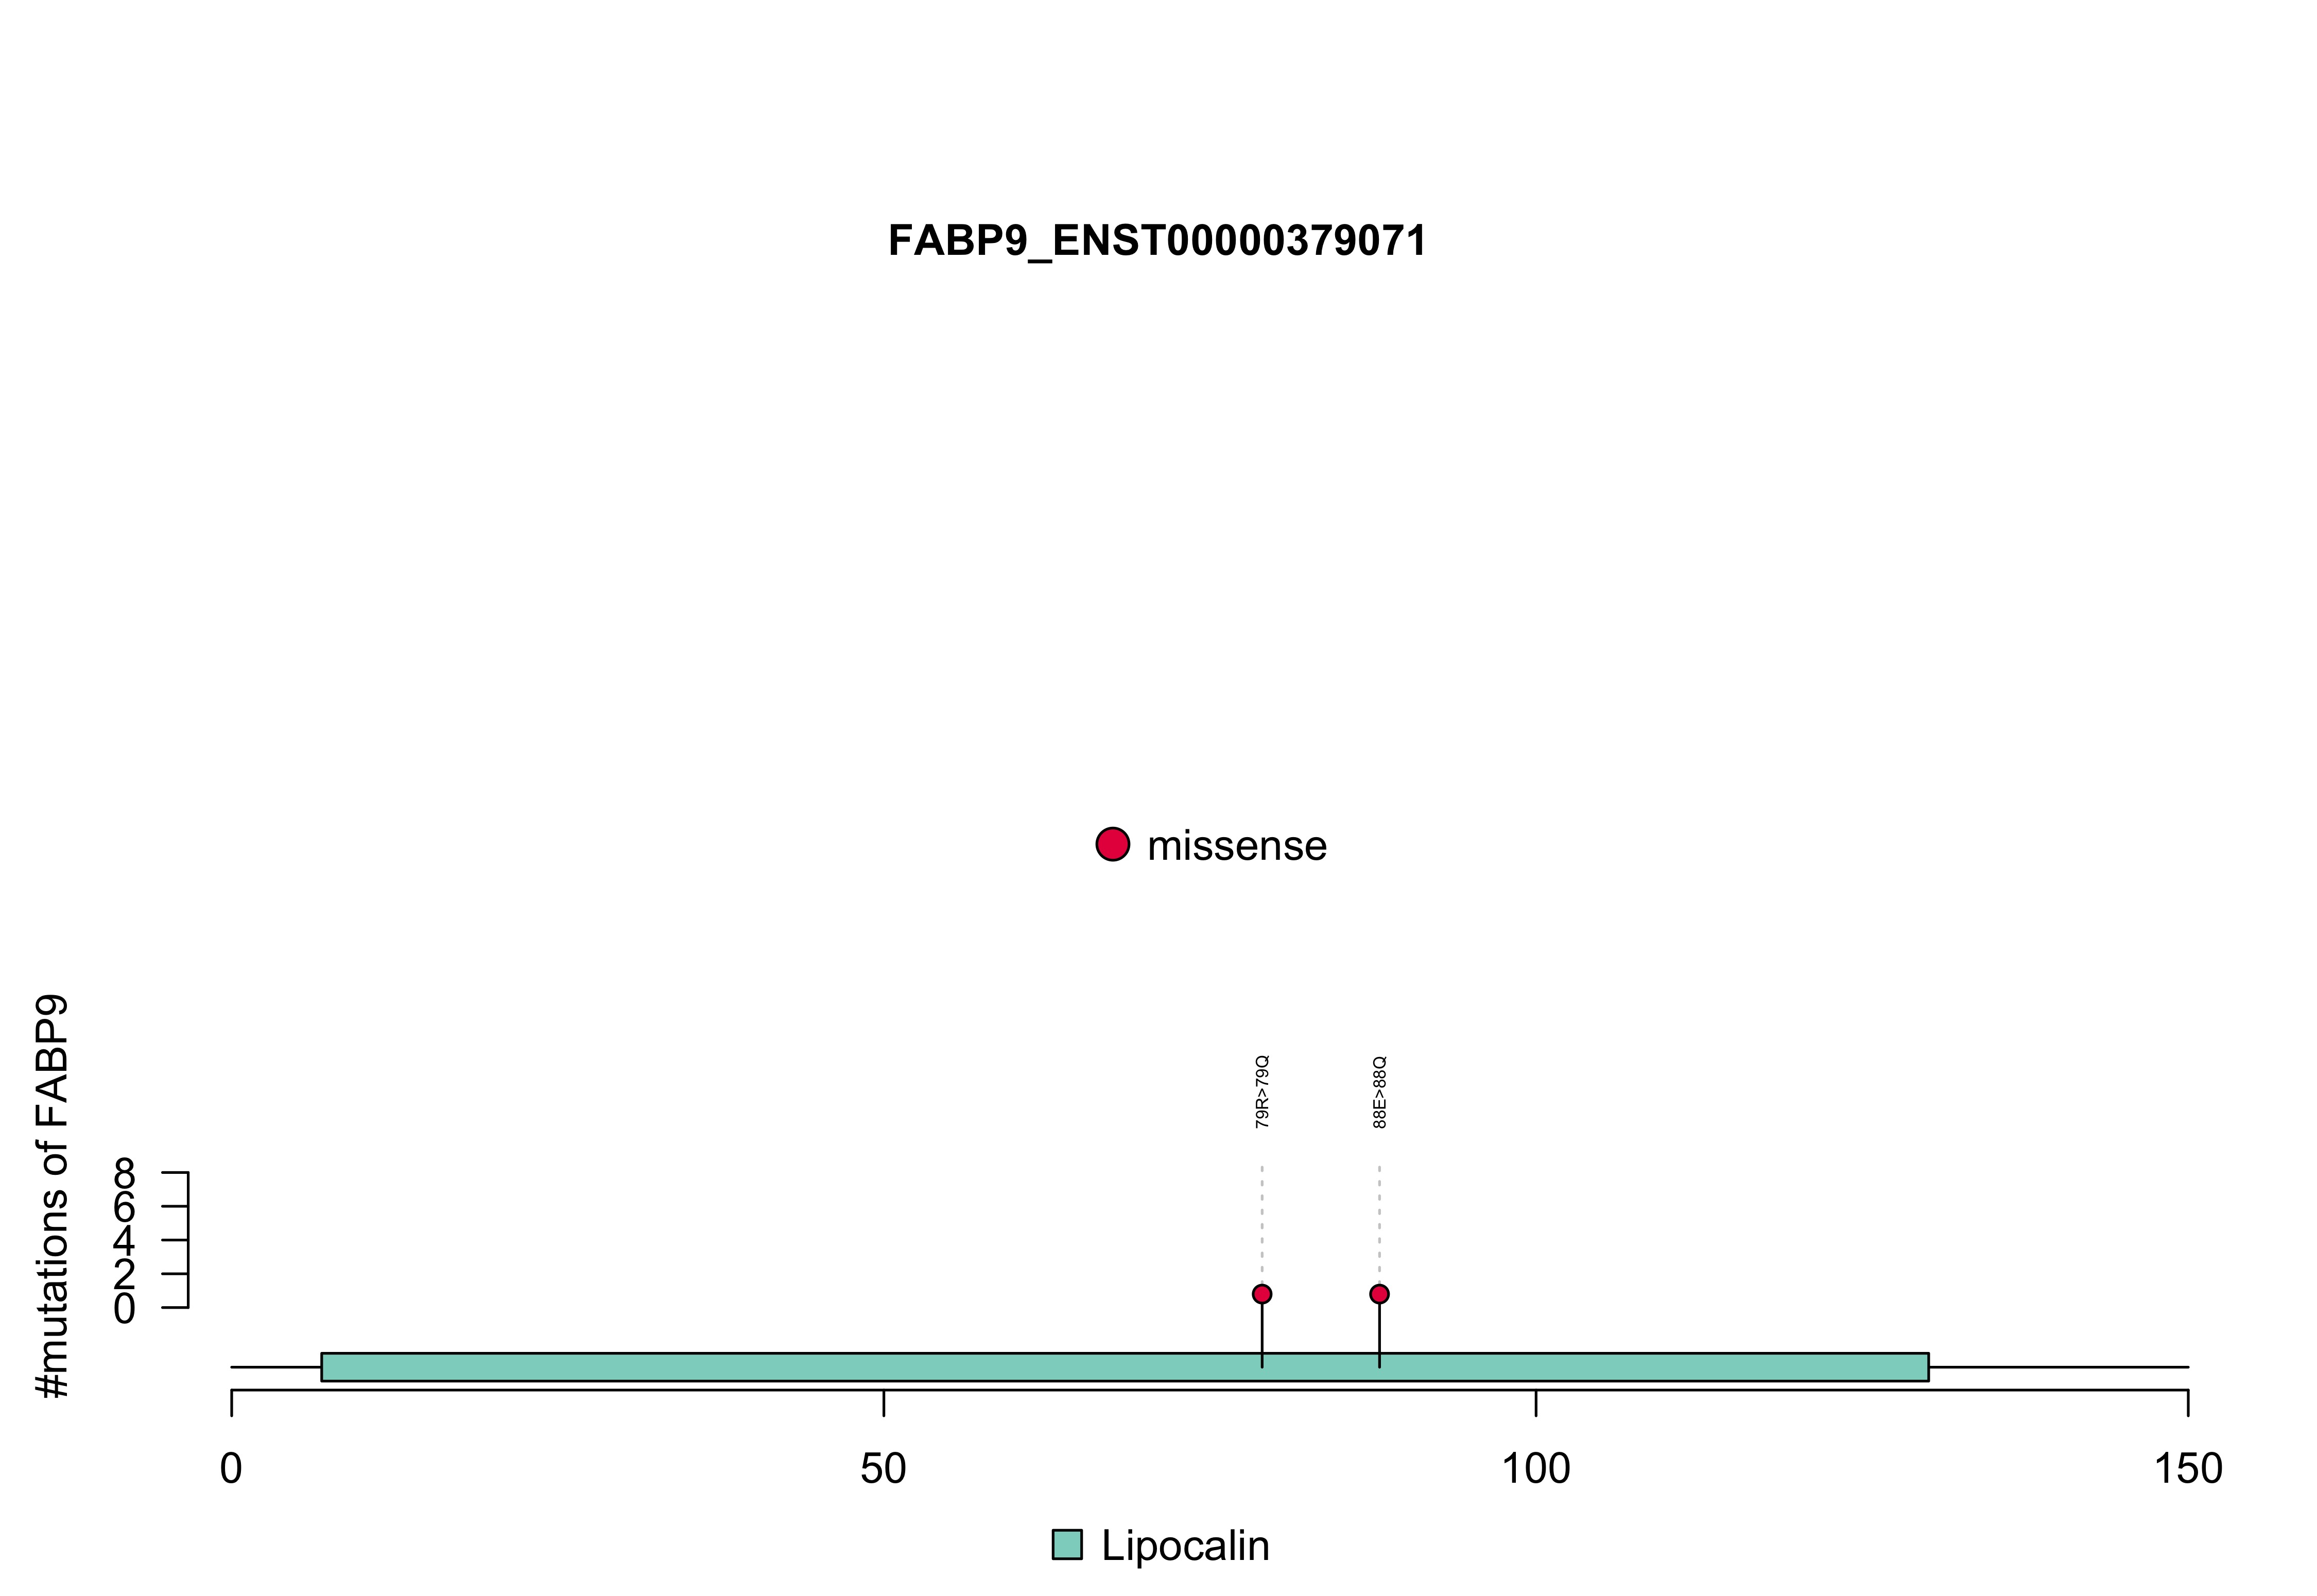 FABP9_ENST00000379071
missense
#mutations of FABP9
79R>79Q
88E>88Q
8
6
4
2
0
0 50 100 150
Lipocalin